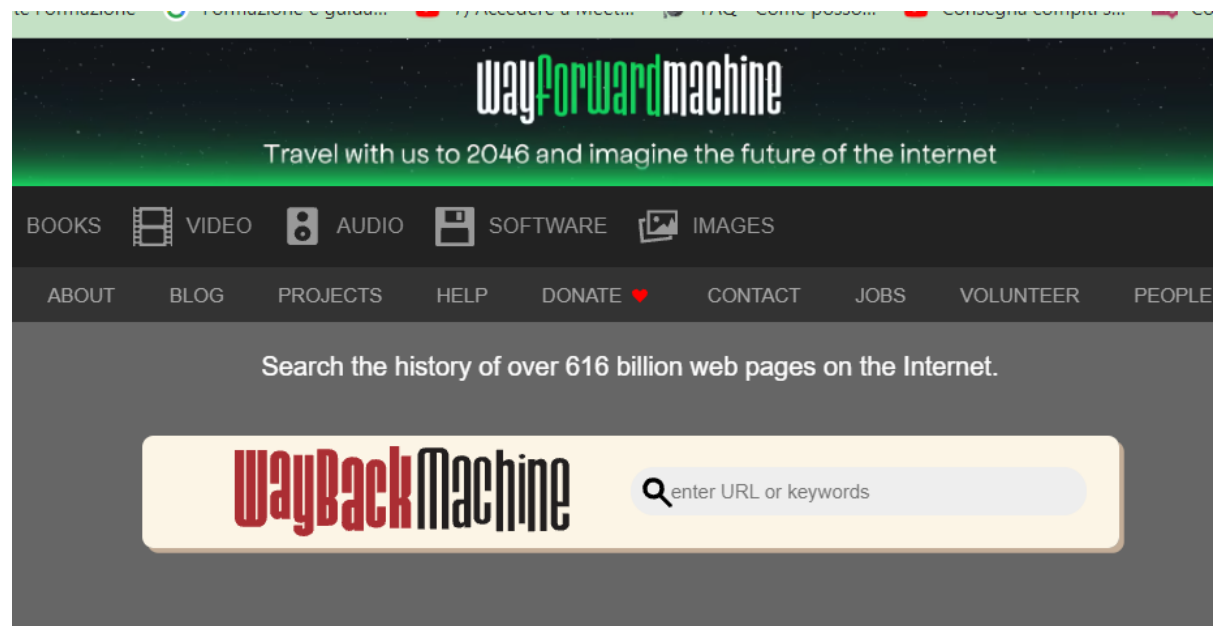 wayforwardmachine
Travel with us to 2046 and imagine the future of the internet
BOOKS VIDEO AUDIO SOFTWARE IMAGES
ABOUT BLOG PROJECTS HELP DONATE CONTACT JOBS VOLUNTEER PEOPLE
Search the history of over 616 billion web pages on the Internet.
WayBackMachine enter URL or keywords